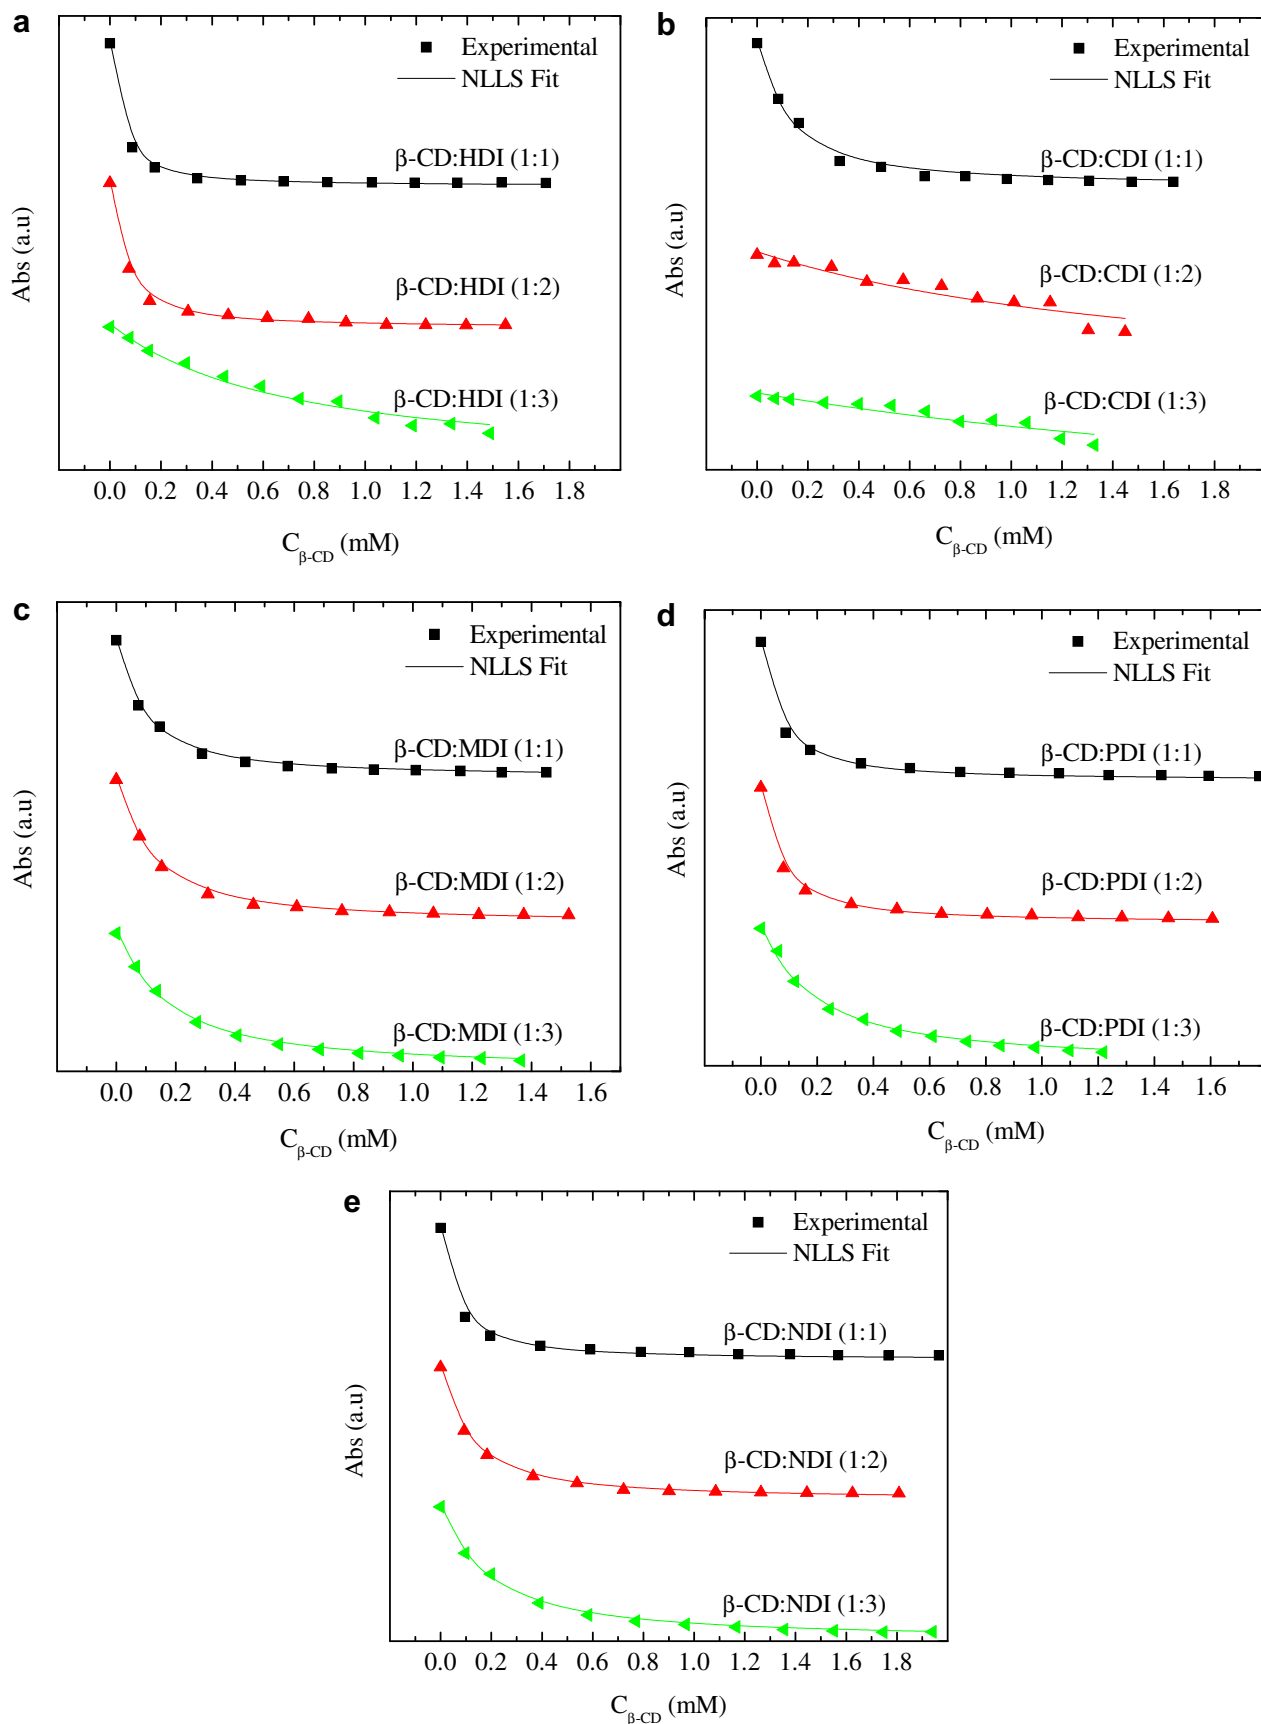 a
Experimental
NLLS Fit
β-CD:HDI (1:1)
β-CD:HDI (1:2)
β-CD:HDI (1:3)
Abs (a.u)
0.0 0.2 0.4 0.6 0.8 1.0 1.2 1.4 1.6 1.8
C β-CD (mM)
b
Experimental
NLLS Fit
β-CD:CDI (1:1)
β-CD:CDI (1:2)
β-CD:CDI (1:3)
Abs (a.u)
0.0 0.2 0.4 0.6 0.8 1.0 1.2 1.4 1.6 1.8
C β-CD (mM)
c
Experimental
NLLS Fit
β-CD:MDI (1:1)
β-CD:MDI (1:2)
β-CD:MDI (1:3)
Abs (a.u)
0.0 0.2 0.4 0.6 0.8 1.0 1.2 1.4 1.6
C β-CD (mM)
d
Experimental
NLLS Fit
β-CD:PDI (1:1)
β-CD:PDI (1:2)
β-CD:PDI (1:3)
Abs (a.u)
0.0 0.2 0.4 0.6 0.8 1.0 1.2 1.4 1.6
C β-CD (mM)
e
Experimental
NLLS Fit
β-CD:NDI (1:1)
β-CD:NDI (1:2)
β-CD:NDI (1:3)
Abs (a.u)
0.0 0.2 0.4 0.6 0.8 1.0 1.2 1.4 1.6 1.8
C β-CD (mM)